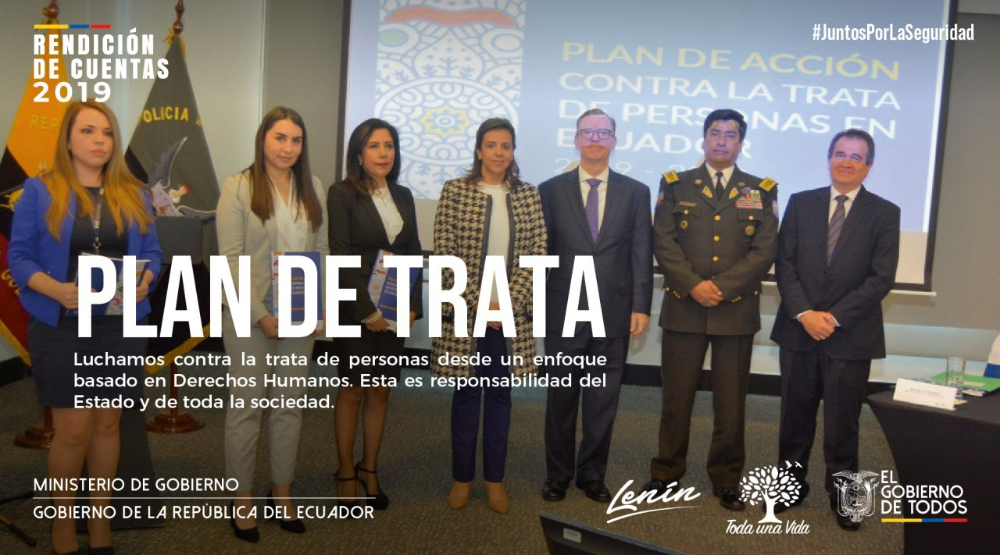 RENDICIÓN
DE CUENTAS
2019
#JuntosPorLaSeguridad
PLAN DE ACCIÓN
CONTRA LA TRATA
DE PERSONAS EN
ECUADOR
POLICIA
PLAN DE TRATA
Luchamos contra la trata de personas desde un enfoque
basado en Derechos Humanos. Esta es responsabilidad del
Estado y de toda la sociedad.
MINISTERIO DE GOBIERNO
GOBIERNO DE LA REPÚBLICA DEL ECUADOR
Lenín
Toda una Vida
EL
GOBIERNO
DE TODOS